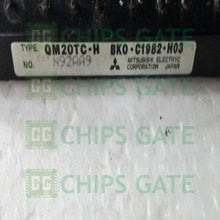 TYPE QM20TC-H BKO-C1982-H03
NO. N92AA9 MITSUBISHI ELECTRIC
CORPORATION JAPAN
CHIPS GATE
CHIPS GATE
CHIPS GATE